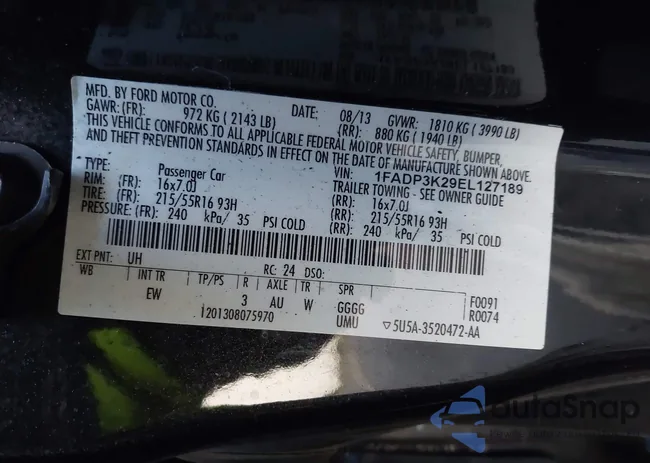 MFD. BY FORD MOTOR CO.
DATE: 08/13 GVWR: 1810 KG ( 3990 LB)
GAWR: (FR): 972 KG ( 2143 LB) (RR): 880 KG ( 1940 LB)
THIS VEHICLE CONFORMS TO ALL APPLICABLE FEDERAL MOTOR VEHICLE SAFETY, BUMPER,
AND THEFT PREVENTION STANDARDS IN EFFECT ON THE DATE OF MANUFACTURE SHOWN ABOVE.
VIN: 1FADP3K29EL127189
TYPE: Passenger Car TRAILER TOWING - SEE OWNER GUIDE
RIM: (FR): 16x7.0J (RR): 16x7.0J
TIRE: (FR): 215/55R16 93H (RR): 215/55R16 93H
PRESSURE: (FR): 240 kPa/ 35 PSI COLD (RR): 240 kPa/ 35 PSI COLD
EXT PNT: UH RC: 24 DSO:
WB INT TR TP/PS R AXLE TR SPR
EW 3 AU W GGGG F0091
UMU R0074
1201308075970 ▽5U5A-3520472-AA
AutoSnap